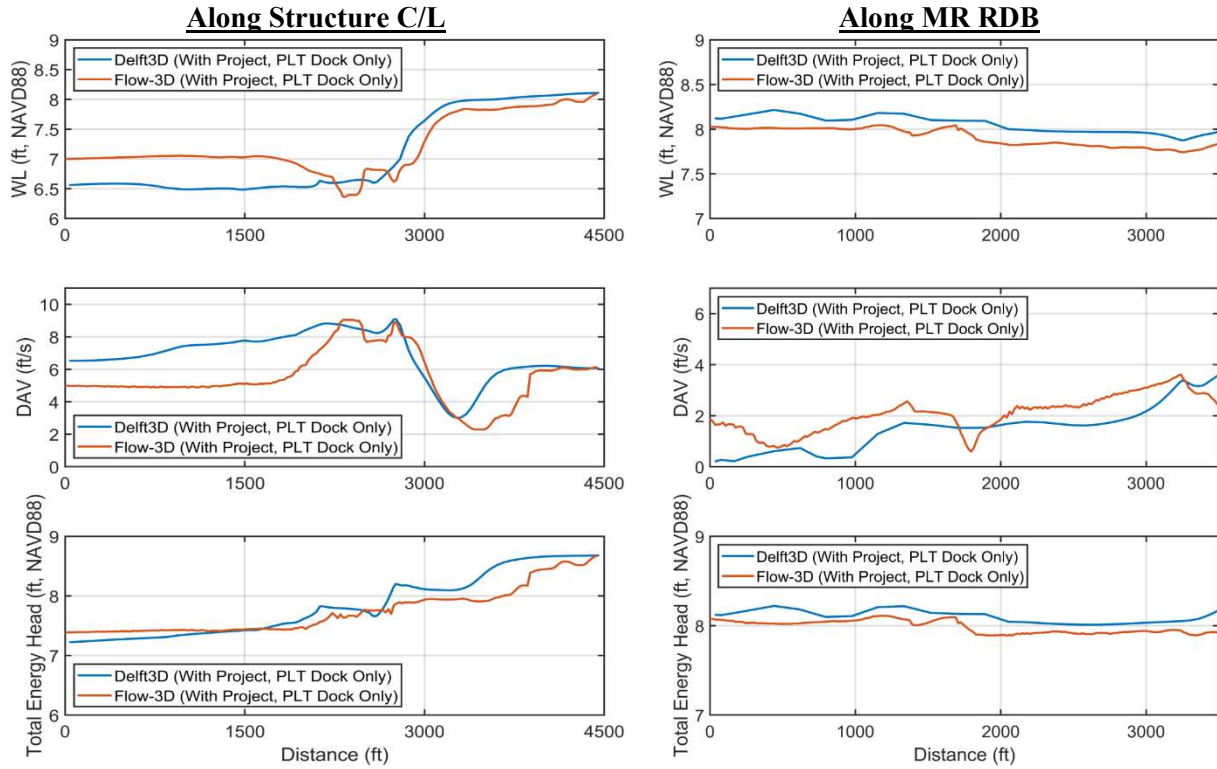 Along Structure C/L
9
8.5
8
7.5
7
6.5
6
WL (ft, NAVD88)
Delft3D (With Project, PLT Dock Only)
Flow-3D (With Project, PLT Dock Only)
0
1500
3000
4500
10
8
6
4
2
0
DAV (ft/s)
Delft3D (With Project, PLT Dock Only)
Flow-3D (With Project, PLT Dock Only)
0
1500
3000
4500
9
8
7
6
Total Energy Head (ft, NAVD88)
Delft3D (With Project, PLT Dock Only)
Flow-3D (With Project, PLT Dock Only)
0
1500
3000
4500
Distance (ft)
Along MR RDB
9
8.5
8
7.5
7
WL (ft, NAVD88)
Delft3D (With Project, PLT Dock Only)
Flow-3D (With Project, PLT Dock Only)
0
1000
2000
3000
6
4
2
0
DAV (ft/s)
Delft3D (With Project, PLT Dock Only)
Flow-3D (With Project, PLT Dock Only)
0
1000
2000
3000
9
8
7
Total Energy Head (ft, NAVD88)
Delft3D (With Project, PLT Dock Only)
Flow-3D (With Project, PLT Dock Only)
0
1000
2000
3000
Distance (ft)